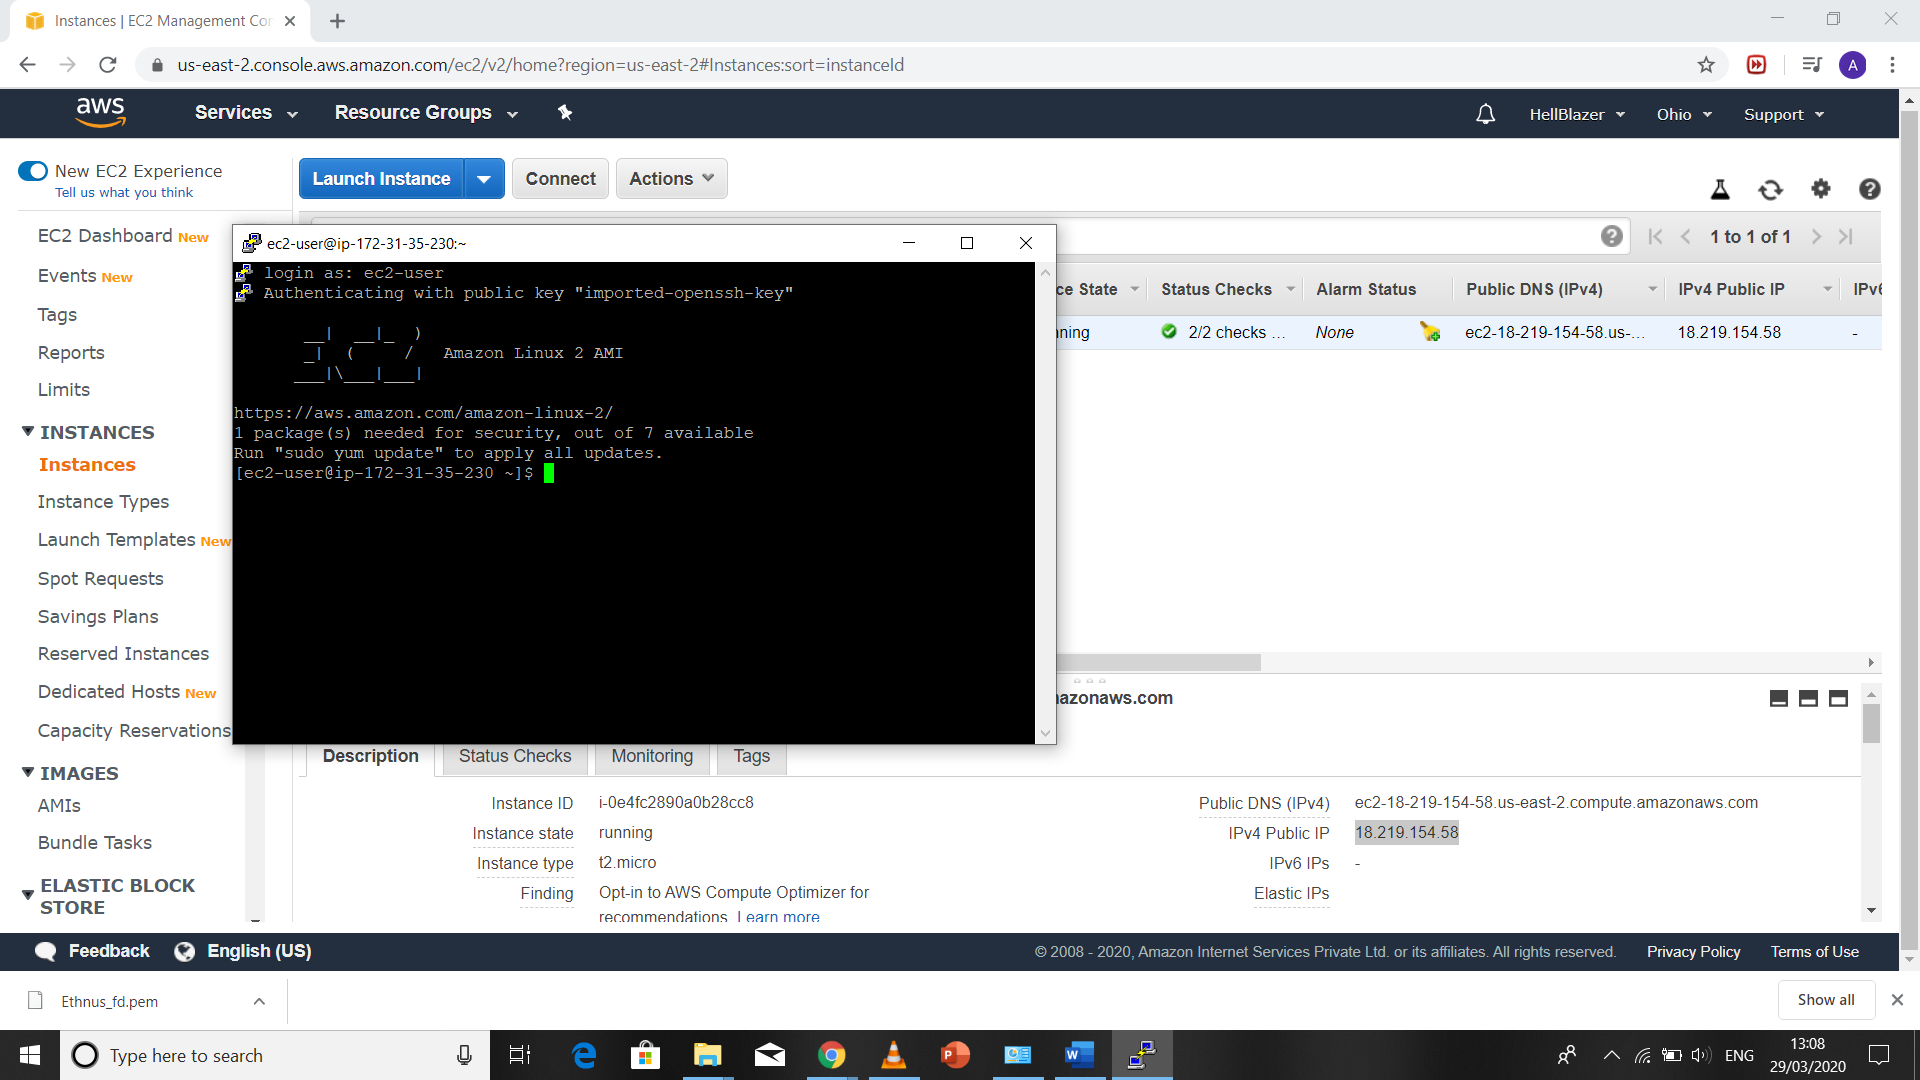 Instances | EC2 Management Con
us-east-2.console.aws.amazon.com/ec2/v2/home?region=us-east-2#Instances:sort=instanceId
A
aws
Services
Resource Groups
HellBlazer
Ohio
Support
New EC2 Experience
Tell us what you think
Launch Instance
Connect
Actions
EC2 Dashboard New
Events New
Tags
Reports
Limits
INSTANCES
Instances
Instance Types
Launch Templates New
Spot Requests
Savings Plans
Reserved Instances
Dedicated Hosts New
Capacity Reservations
IMAGES
AMIs
Bundle Tasks
ELASTIC BLOCK
STORE
1 to 1 of 1
ce State
Status Checks
Alarm Status
Public DNS (IPv4)
IPv4 Public IP
IPv6
ning
2/2 checks ...
None
ec2-18-219-154-58.us-...
18.219.154.58
-
ec2-user@ip-172-31-35-230:~
login as: ec2-user
Authenticating with public key "imported-openssh-key"
       __|  __|_  )
       _|  (     /   Amazon Linux 2 AMI
      ___|\___|___|
https://aws.amazon.com/amazon-linux-2/
1 package(s) needed for security, out of 7 available
Run "sudo yum update" to apply all updates.
[ec2-user@ip-172-31-35-230 ~]$
azonaws.com
Description
Status Checks
Monitoring
Tags
Instance ID i-0e4fc2890a0b28cc8
Instance state running
Instance type t2.micro
Finding Opt-in to AWS Compute Optimizer for
recommendations. Learn more
Public DNS (IPv4) ec2-18-219-154-58.us-east-2.compute.amazonaws.com
IPv4 Public IP 18.219.154.58
IPv6 IPs -
Elastic IPs
Feedback
English (US)
© 2008 - 2020, Amazon Internet Services Private Ltd. or its affiliates. All rights reserved.
Privacy Policy
Terms of Use
Ethnus_fd.pem
Show all
Type here to search
ENG
13:08
29/03/2020